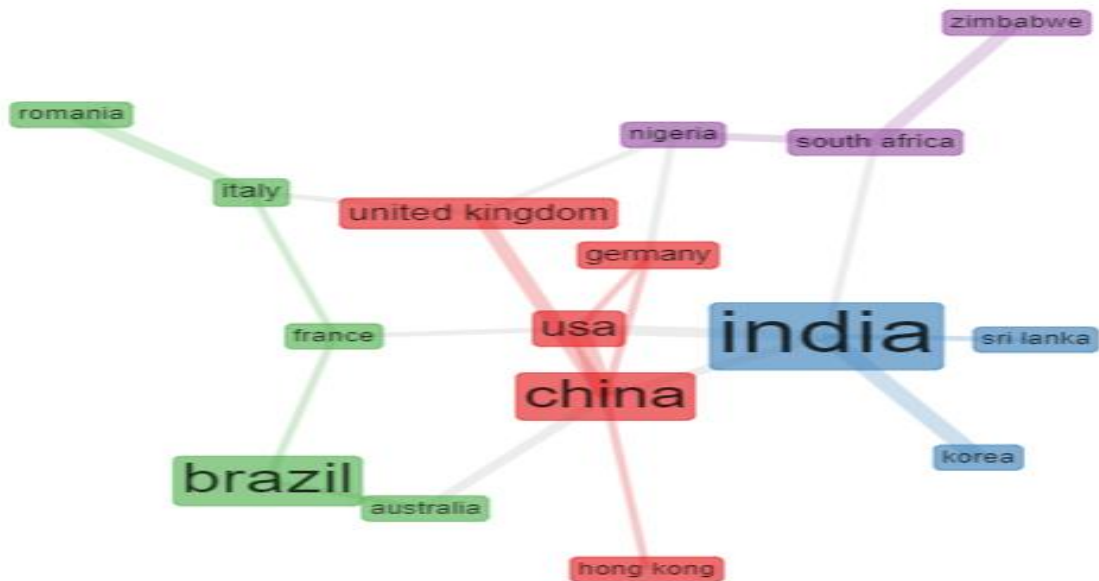 zimbabwe
romania
nigeria
south africa
italy
united kingdom
germany
usa
india
france
sri lanka
china
korea
brazil
australia
hong kong